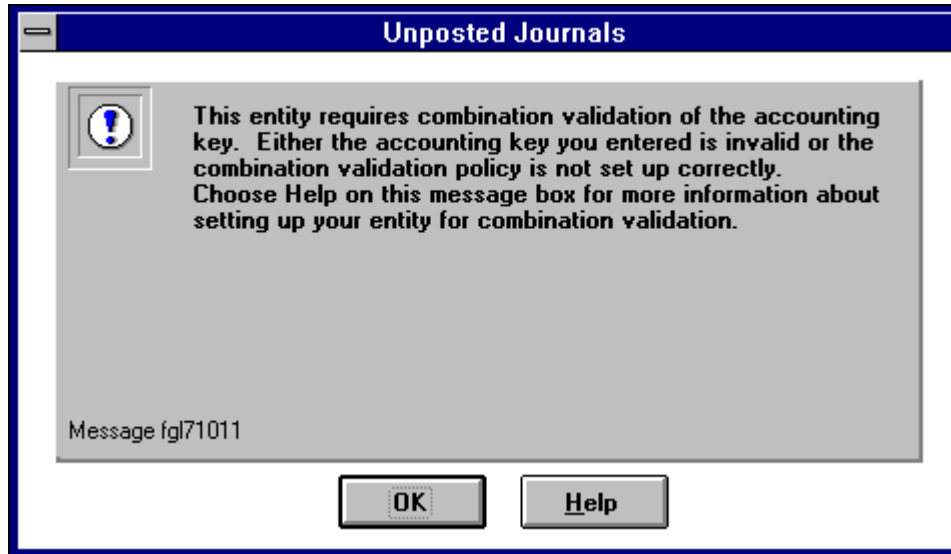 Unposted Journals
This entity requires combination validation of the accounting
key.  Either the accounting key you entered is invalid or the
combination validation policy is not set up correctly.
Choose Help on this message box for more information about
setting up your entity for combination validation.
Message fgl71011
OK
Help